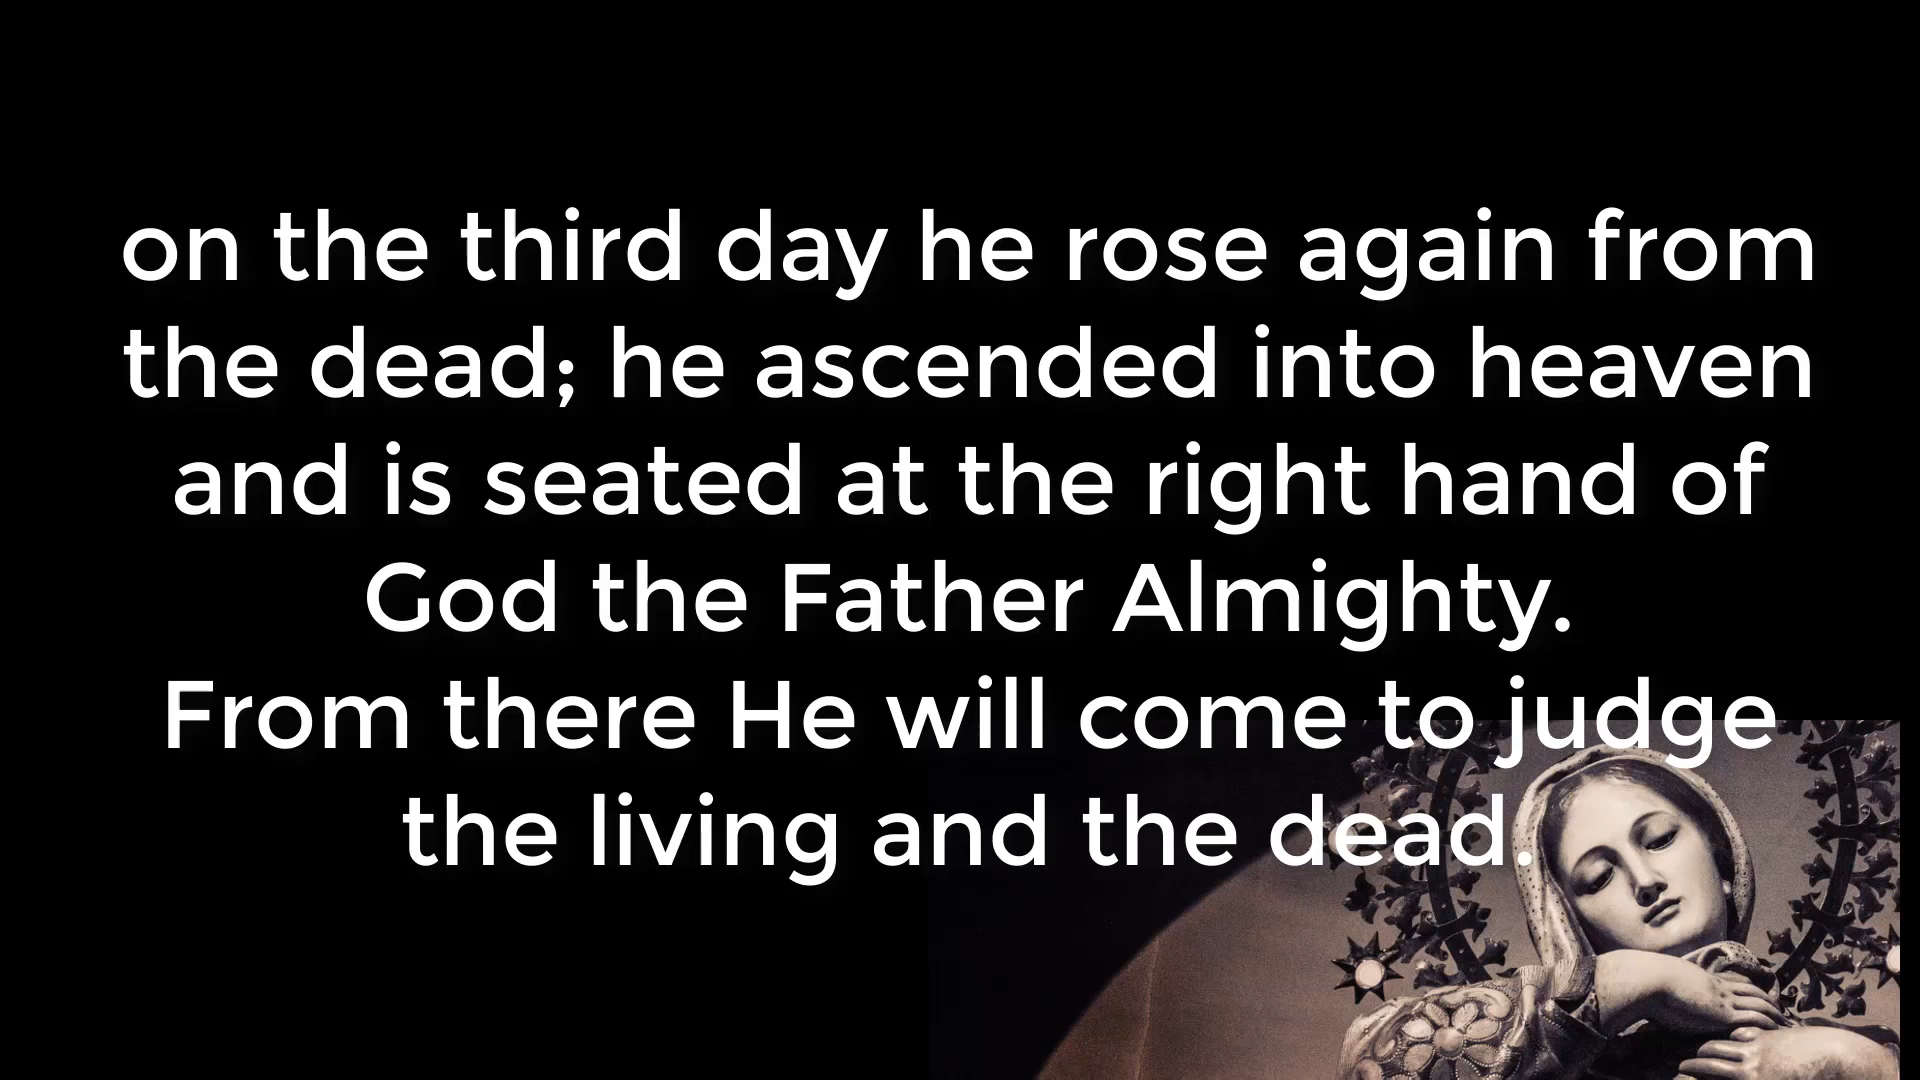 on the third day he rose again from
the dead; he ascended into heaven
and is seated at the right hand of
God the Father Almighty.
From there He will come to judge
the living and the dead.